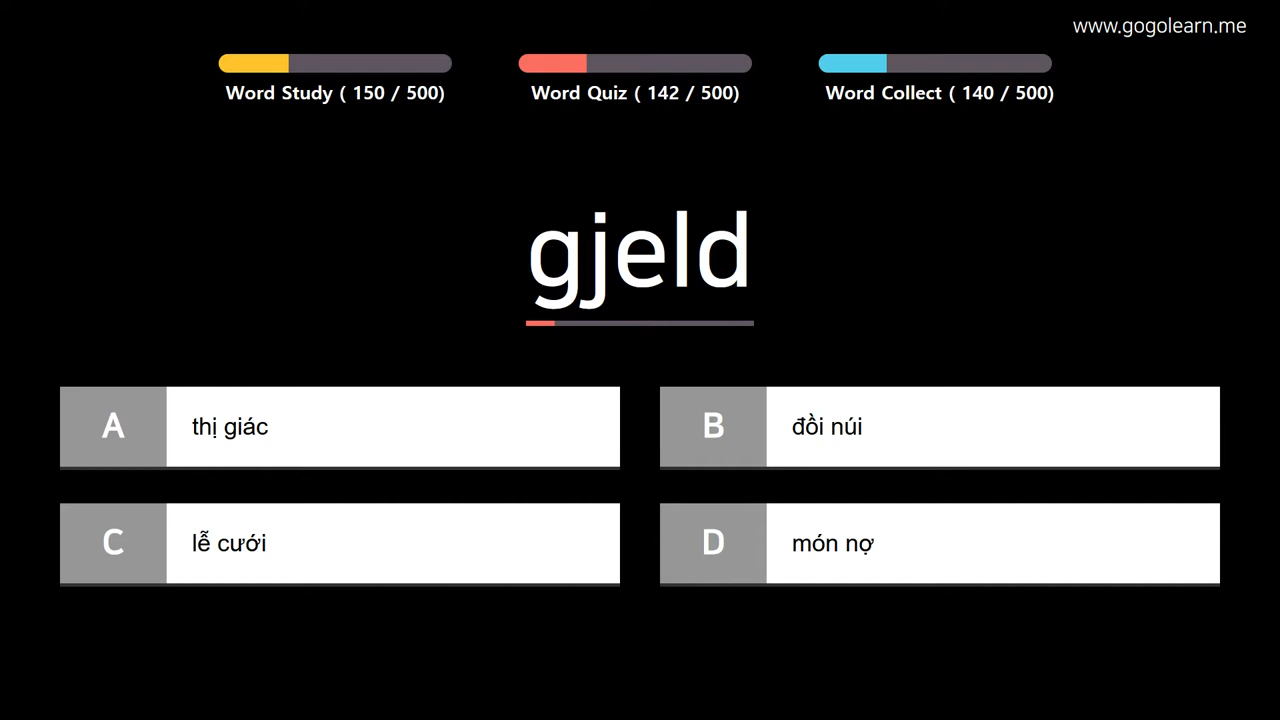 www.gogolearn.me
Word Study ( 150 / 500)
Word Quiz ( 142 / 500)
Word Collect ( 140 / 500)
gjeld
A thị giác
B đồi núi
C lễ cưới
D món nợ